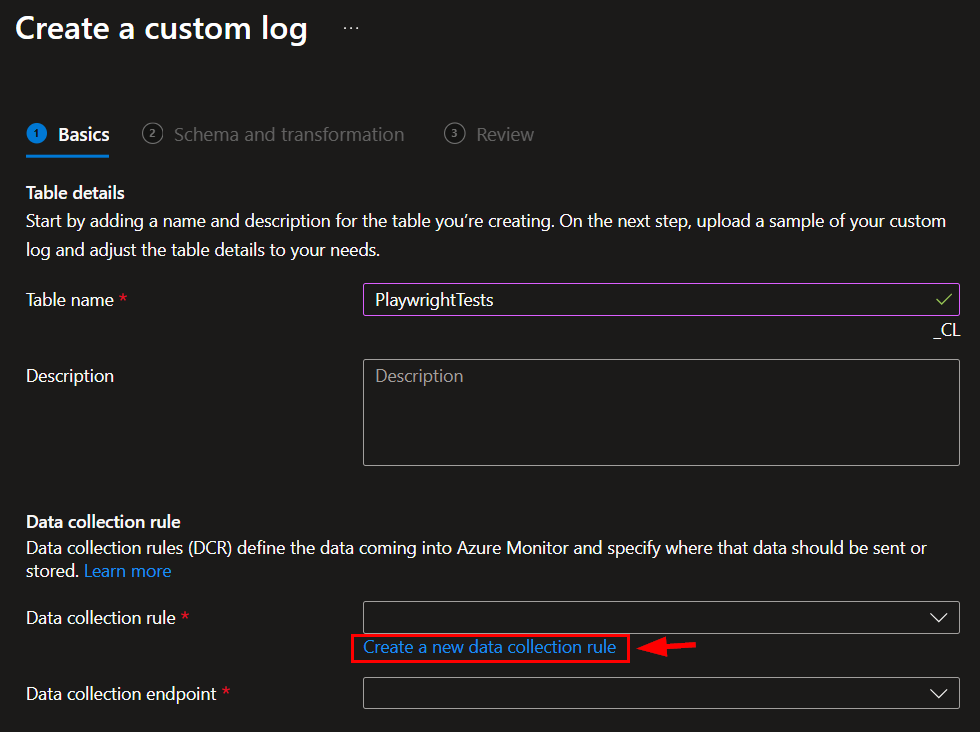 Create a custom log ...
1 Basics 2 Schema and transformation 3 Review
Table details
Start by adding a name and description for the table you’re creating. On the next step, upload a sample of your custom
log and adjust the table details to your needs.
Table name * PlaywrightTests
_CL
Description Description
Data collection rule
Data collection rules (DCR) define the data coming into Azure Monitor and specify where that data should be sent or
stored. Learn more
Data collection rule *
Create a new data collection rule
Data collection endpoint *